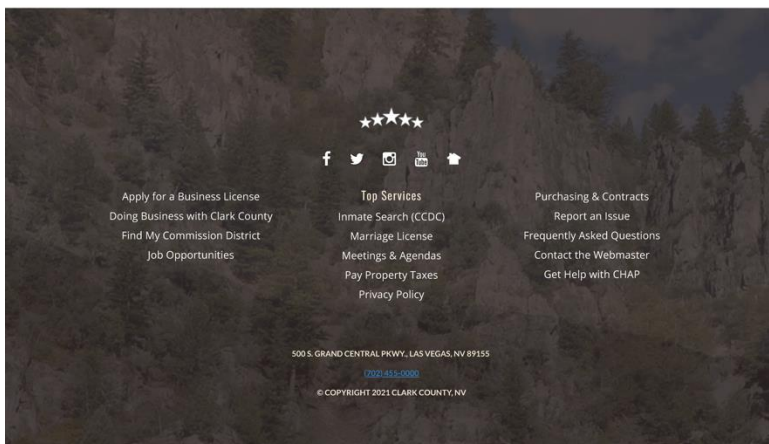 You
Tube
Apply for a Business License
Doing Business with Clark County
Find My Commission District
Job Opportunities
Top Services
Inmate Search (CCDC)
Marriage License
Meetings & Agendas
Pay Property Taxes
Privacy Policy
Purchasing & Contracts
Report an Issue
Frequently Asked Questions
Contact the Webmaster
Get Help with CHAP
500 S. GRAND CENTRAL PKWY., LAS VEGAS, NV 89155
(702) 455-0000
© COPYRIGHT 2021 CLARK COUNTY, NV